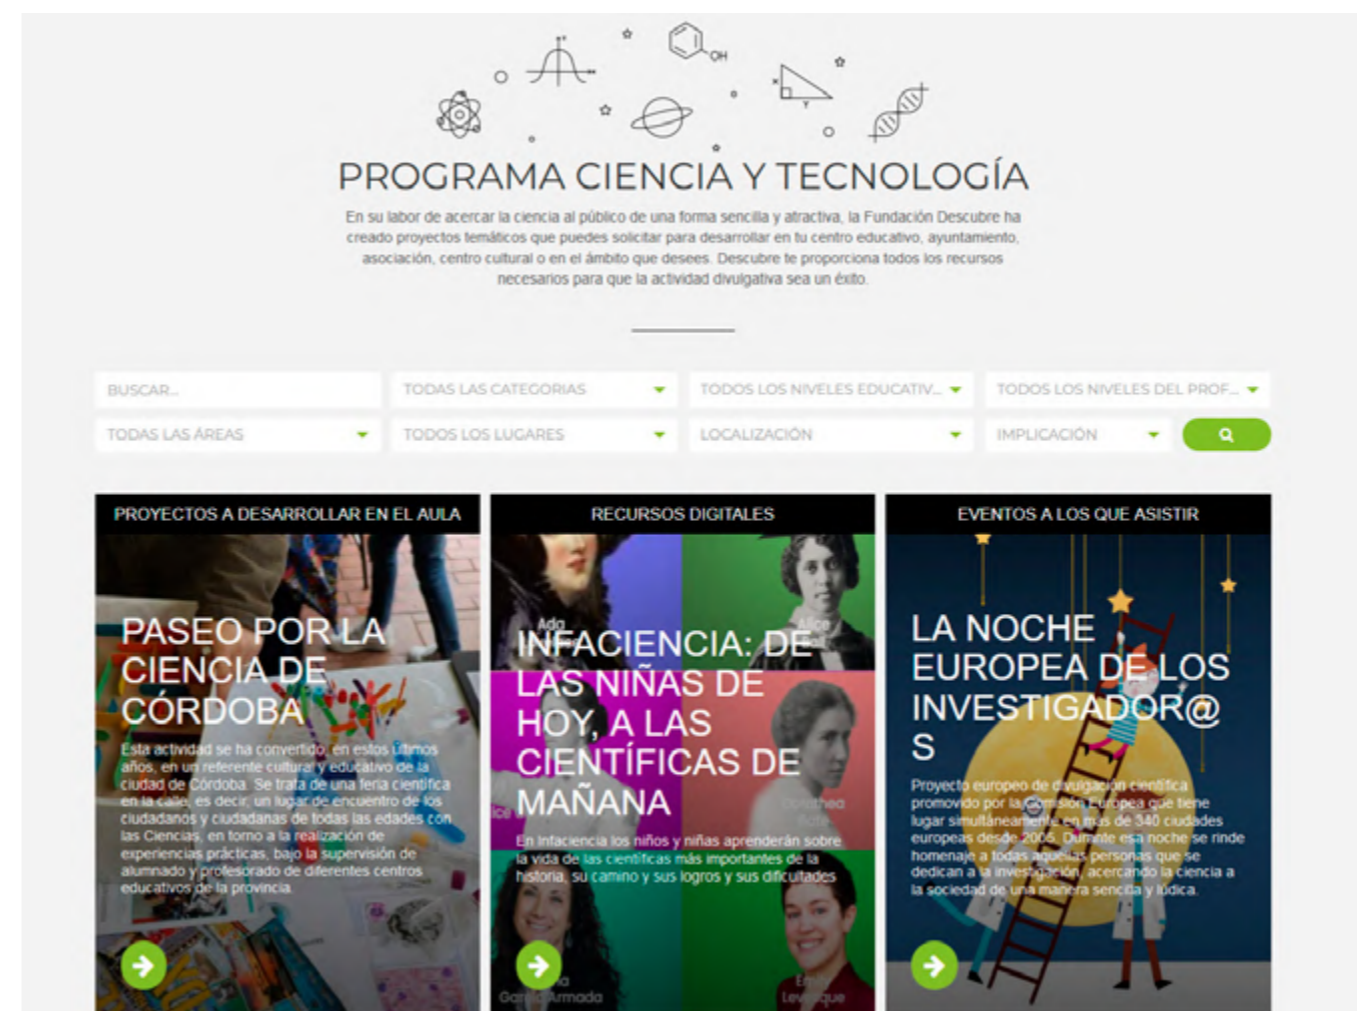 OH
x
Y
PROGRAMA CIENCIA Y TECNOLOGÍA
En su labor de acercar la ciencia al público de una forma sencilla y atractiva, la Fundación Descubre ha
creado proyectos temáticos que puedes solicitar para desarrollar en tu centro educativo, ayuntamiento,
asociación, centro cultural o en el ámbito que desees. Descubre te proporciona todos los recursos
necesarios para que la actividad divulgativa sea un éxito.
BUSCAR...
TODAS LAS CATEGORIAS
TODOS LOS NIVELES EDUCATIV...
TODOS LOS NIVELES DEL PROF...
TODAS LAS ÁREAS
TODOS LOS LUGARES
LOCALIZACIÓN
IMPLICACIÓN
PROYECTOS A DESARROLLAR EN EL AULA
PASEO POR LA
CIENCIA DE
CÓRDOBA
Esta actividad se ha convertido, en estos últimos
años, en un referente cultural y educativo de la
ciudad de Córdoba. Se trata de una feria científica
en la calle, es decir, un lugar de encuentro de los
ciudadanos y ciudadanas de todas las edades con
las Ciencias, en torno a la realización de
experiencias prácticas, bajo la supervisión de
alumnado y profesorado de diferentes centros
educativos de la provincia.
RECURSOS DIGITALES
Ada
Alice
INFACIENCIA: DE
LAS NIÑAS DE
HOY, A LAS
CIENTÍFICAS DE
MAÑANA
Dorothea
En Infaciencia los niños y niñas aprenderán sobre
la vida de las científicas más importantes de la
historia, su camino y sus logros y sus dificultades
Armada
Levesque
EVENTOS A LOS QUE ASISTIR
LA NOCHE
EUROPEA DE LOS
INVESTIGADOR@
S
Proyecto europeo de divulgación científica
promovido por la Comisión Europea que tiene
lugar simultáneamente en más de 340 ciudades
europeas desde 2005. Durante esa noche se rinde
homenaje a todas aquellas personas que se
dedican a la investigación, acercando la ciencia a
la sociedad de una manera sencilla y lúdica.